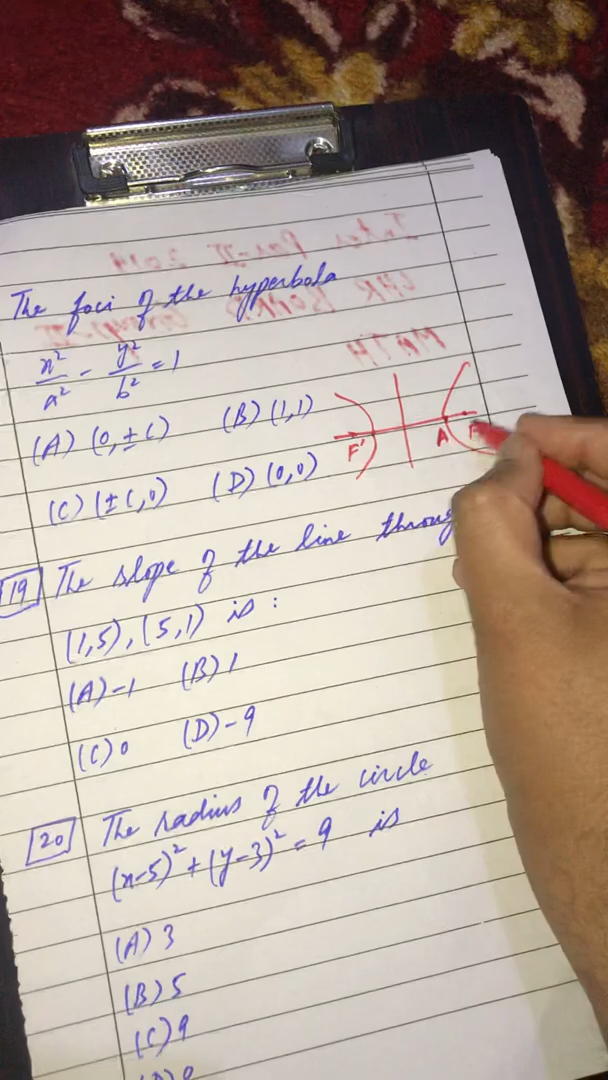 The foci of the hyperbola
x²/a² - y²/b² = 1
(A) (0, ± c) (B) (1,1)
(C) (± c, 0) (D) (0,0)
F' A F
19 The slope of the line throug
(1,5), (5,1) is :
(A) -1 (B) 1
(C) 0 (D) -9
20 The radius of the circle
(x-5)² + (y-3)² = 9 is
(A) 3
(B) 5
(C) 9
(D) 0